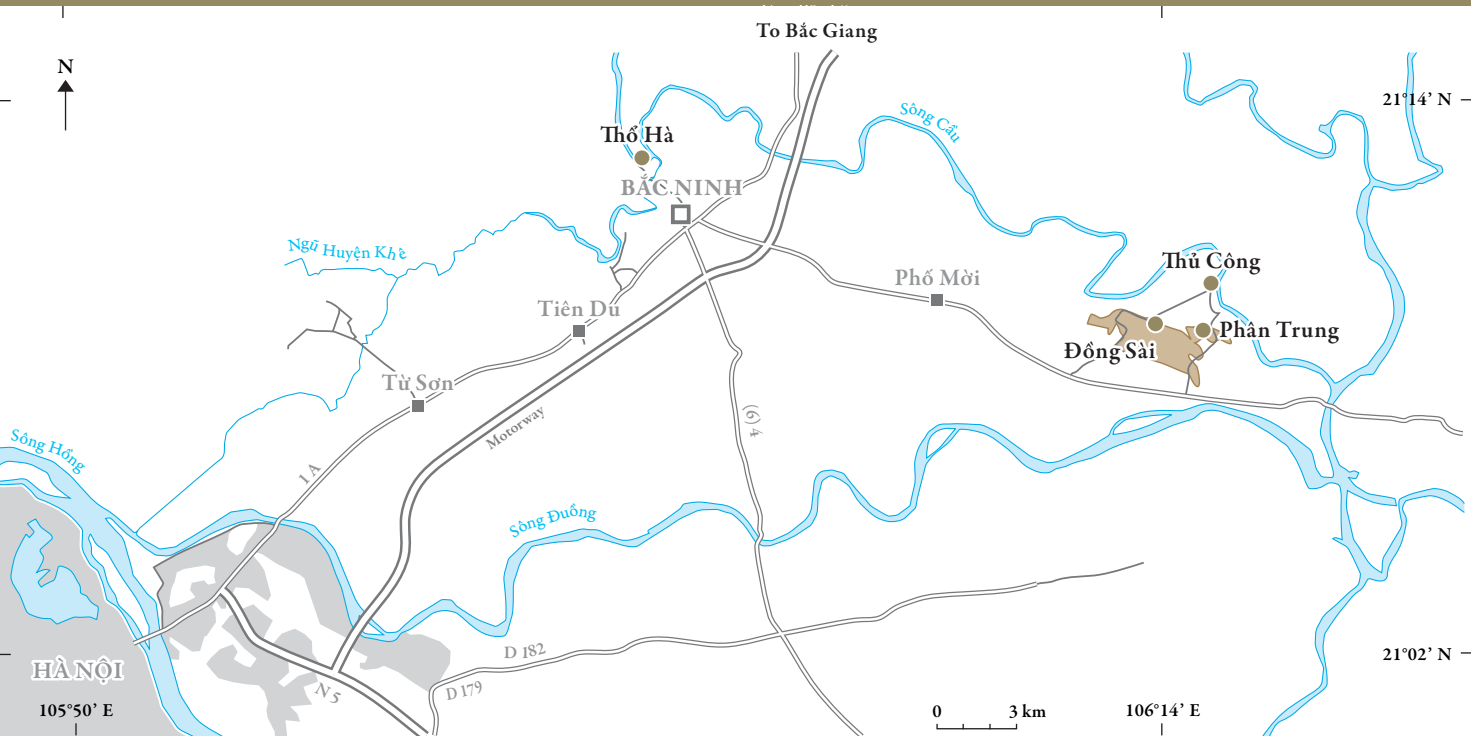 To Bắc Giang
N
21°14’ N
Sông Cầu
Thổ Hà
BẮC NINH
Ngũ Huyện Khê
Thủ Công
Phố Mời
Tiên Du
Phân Trung
Đồng Sài
Từ Sơn
Motorway
(6) 4
Sông Hồng
1 A
Sông Đuồng
D 182
21°02’ N
HÀ NỘI
N 5
D 179
105°50’ E
0 3 km
106°14’ E